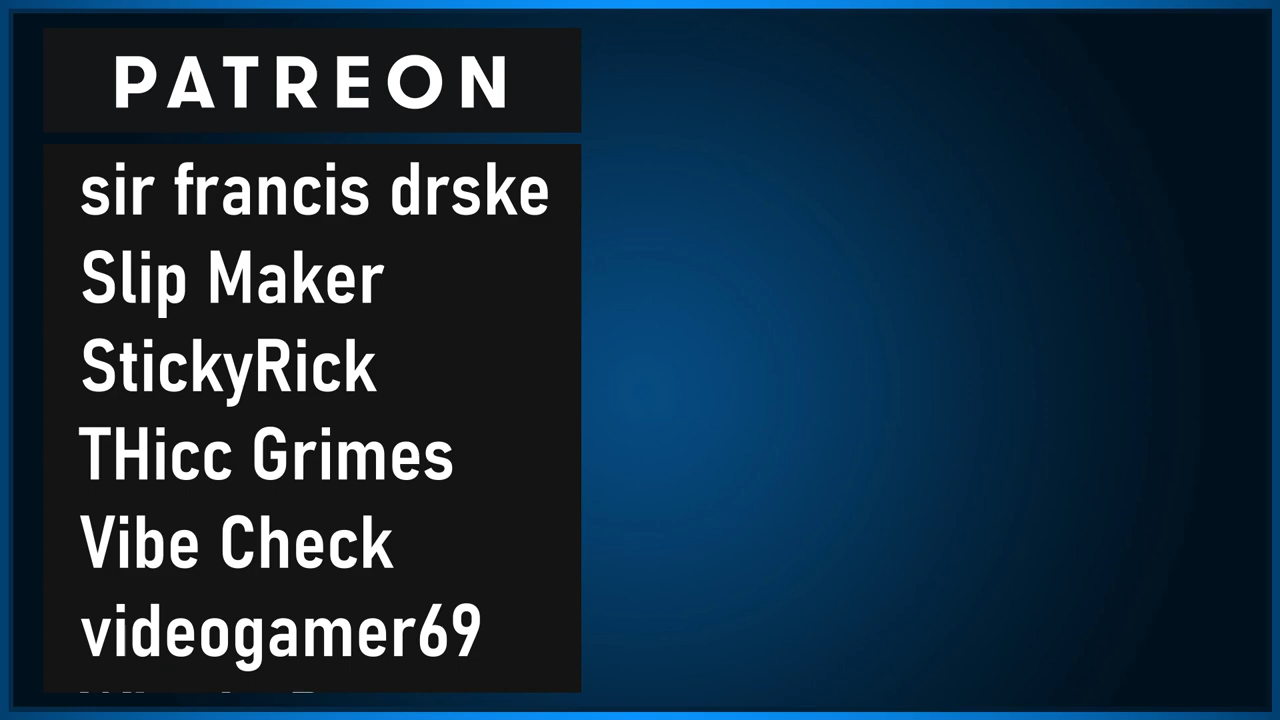 PATREON
sir francis drske
Slip Maker
StickyRick
THicc Grimes
Vibe Check
videogamer69